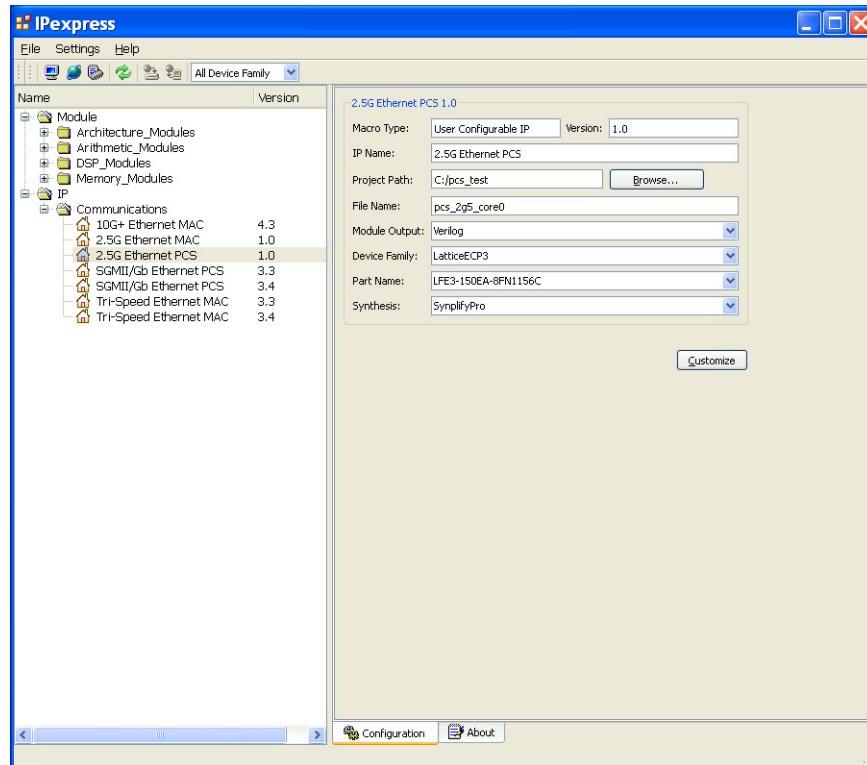 IPexpress
File Settings Help
All Device Family
Name Version
Module
Architecture_Modules
Arithmetic_Modules
DSP_Modules
Memory_Modules
IP
Communications
10G+ Ethernet MAC 4.3
2.5G Ethernet MAC 1.0
2.5G Ethernet PCS 1.0
SGMII/Gb Ethernet PCS 3.3
SGMII/Gb Ethernet PCS 3.4
Tri-Speed Ethernet MAC 3.3
Tri-Speed Ethernet MAC 3.4
2.5G Ethernet PCS 1.0
Macro Type: User Configurable IP Version: 1.0
IP Name: 2.5G Ethernet PCS
Project Path: C:/pcs_test Browse...
File Name: pcs_2g5_core0
Module Output: Verilog
Device Family: LatticeECP3
Part Name: LFE3-150EA-8FN1156C
Synthesis: SynplifyPro
Customize
Configuration About